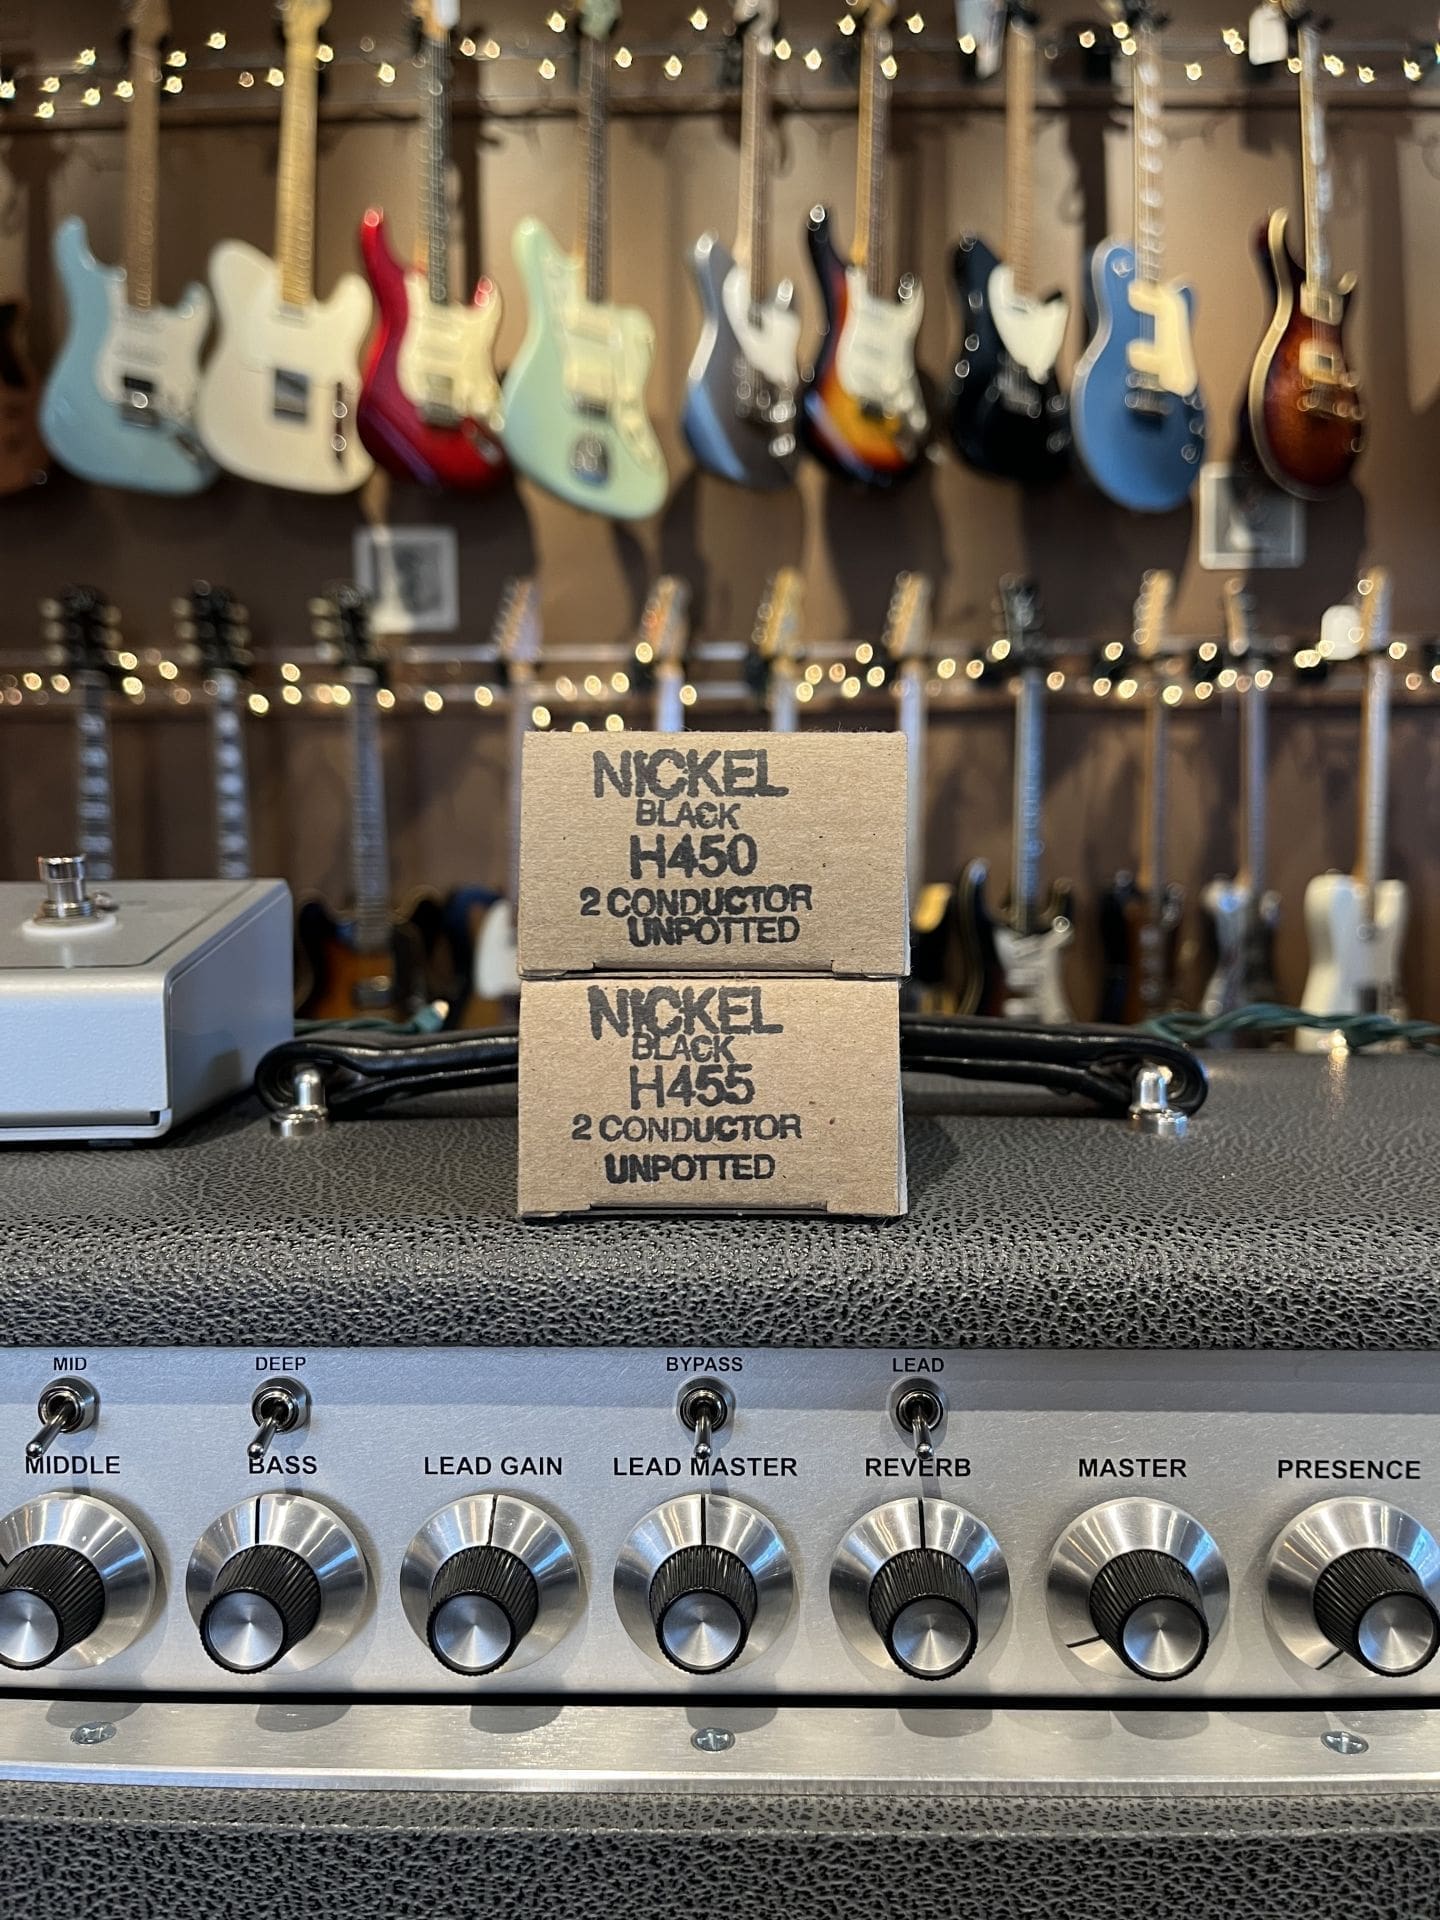 NICKEL
BLACK
H450
2 CONDUCTOR
UNPOTTED
NICKEL
BLACK
H455
2 CONDUCTOR
UNPOTTED
MID
DEEP
BYPASS
LEAD
MIDDLE
BASS
LEAD GAIN
LEAD MASTER
REVERB
MASTER
PRESENCE